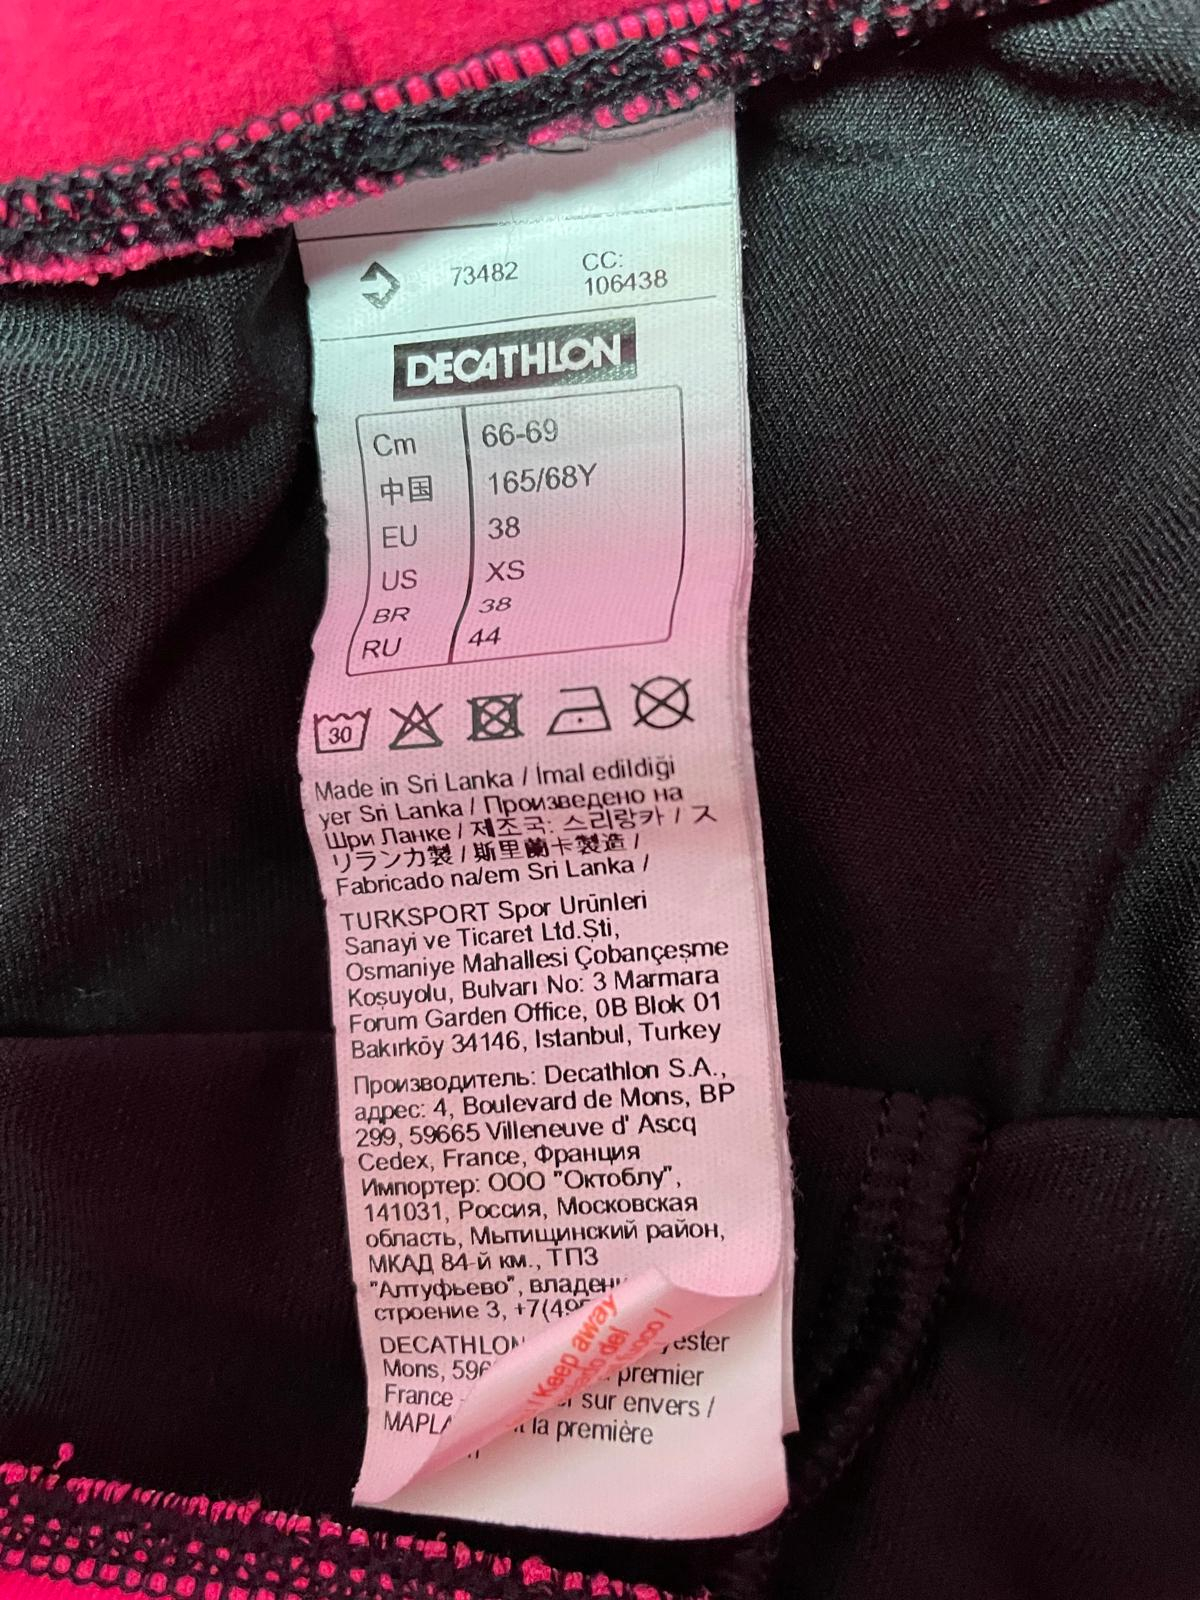 73482
CC:
106438
DECATHLON
Cm 66-69
中国 165/68Y
EU 38
US XS
BR 38
RU 44
30
Made in Sri Lanka / İmal edildiği
yer Sri Lanka / Произведено на
Шри Ланке / 제조국: 스리랑카 / ス
リランカ製 / 斯里蘭卡製造 /
Fabricado na/em Sri Lanka /
TURKSPORT Spor Urünleri
Sanayi ve Ticaret Ltd.Şti,
Osmaniye Mahallesi Çobançeşme
Koşuyolu, Bulvarı No: 3 Marmara
Forum Garden Office, 0B Blok 01
Bakırköy 34146, Istanbul, Turkey
Производитель: Decathlon S.A.,
адрес: 4, Boulevard de Mons, BP
299, 59665 Villeneuve d' Ascq
Cedex, France, Франция
Импортер: ООО "Октоблу",
141031, Россия, Московская
область, Мытищинский район,
МКАД 84-й км., ТПЗ
"Алтуфьево",
строение 3, +7(495
DECATHLON
Mons,
France -
Keep away
premier
sur envers /
la première